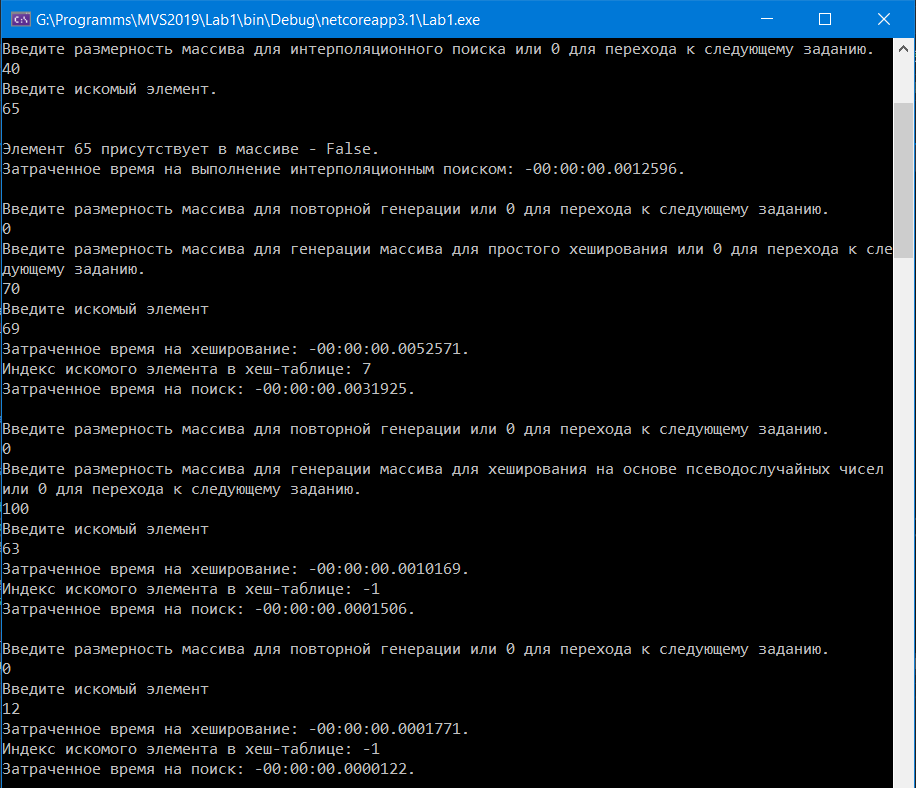 G:\Programms\MVS2019\Lab1\bin\Debug\netcoreapp3.1\Lab1.exe
Введите размерность массива для интерполяционного поиска или 0 для перехода к следующему заданию.
40
Введите искомый элемент.
65
Элемент 65 присутствует в массиве - False.
Затраченное время на выполнение интерполяционным поиском: -00:00:00.0012596.
Введите размерность массива для повторной генерации или 0 для перехода к следующему заданию.
0
Введите размерность массива для генерации массива для простого хеширования или 0 для перехода к сле
дующему заданию.
70
Введите искомый элемент
69
Затраченное время на хеширование: -00:00:00.0052571.
Индекс искомого элемента в хеш-таблице: 7
Затраченное время на поиск: -00:00:00.0031925.
Введите размерность массива для повторной генерации или 0 для перехода к следующему заданию.
0
Введите размерность массива для генерации массива для хеширования на основе псеводослучайных чисел
или 0 для перехода к следующему заданию.
100
Введите искомый элемент
63
Затраченное время на хеширование: -00:00:00.0010169.
Индекс искомого элемента в хеш-таблице: -1
Затраченное время на поиск: -00:00:00.0001506.
Введите размерность массива для повторной генерации или 0 для перехода к следующему заданию.
0
Введите искомый элемент
12
Затраченное время на хеширование: -00:00:00.0001771.
Индекс искомого элемента в хеш-таблице: -1
Затраченное время на поиск: -00:00:00.0000122.